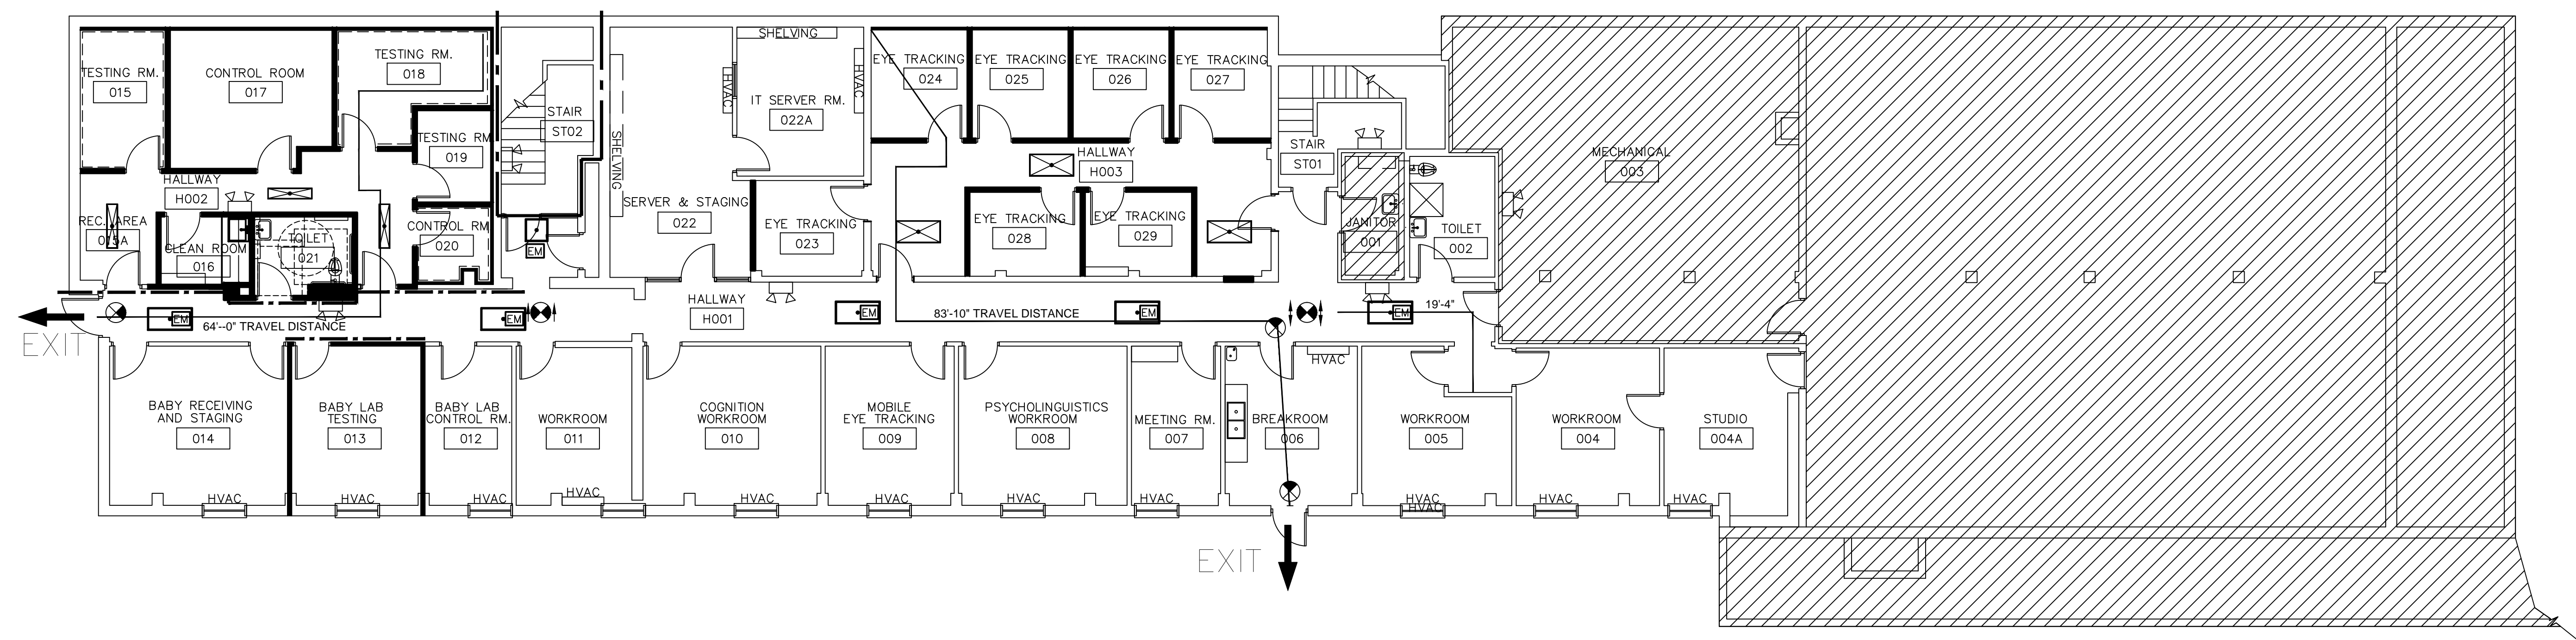 TESTING RM.
015
CONTROL ROOM
017
TESTING RM.
018
TESTING RM.
019
STAIR
ST02
SHELVING
HVAC
SHELVING
HVAC
IT SERVER RM.
022A
EYE TRACKING
024
EYE TRACKING
025
EYE TRACKING
026
EYE TRACKING
027
STAIR
ST01
MECHANICAL
003
HALLWAY
H002
REC. AREA
015A
CLEAN ROOM
016
TOILET
021
CONTROL RM.
020
EM
SERVER & STAGING
022
EYE TRACKING
023
HALLWAY
H003
EYE TRACKING
028
EYE TRACKING
029
JANITOR
001
TOILET
002
EXIT
EM
64'--0" TRAVEL DISTANCE
EM
HALLWAY
H001
EM
83'-10" TRAVEL DISTANCE
EM
EM
19'-4"
BABY RECEIVING
AND STAGING
014
HVAC
BABY LAB
TESTING
013
HVAC
BABY LAB
CONTROL RM.
012
HVAC
WORKROOM
011
HVAC
COGNITION
WORKROOM
010
HVAC
MOBILE
EYE TRACKING
009
HVAC
PSYCHOLINGUISTICS
WORKROOM
008
HVAC
MEETING RM.
007
HVAC
HVAC
BREAKROOM
006
WORKROOM
005
HVAC
HVAC
WORKROOM
004
HVAC
STUDIO
004A
HVAC
EXIT